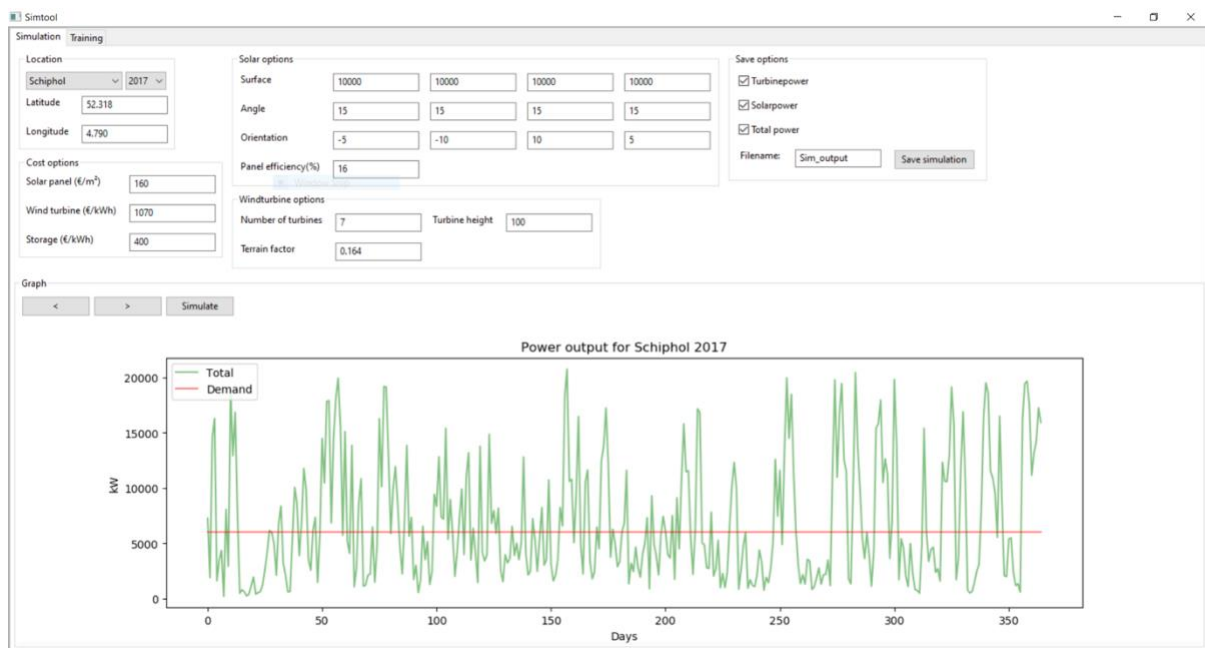 Simtool
Simulation Training
Location
Schiphol 2017
Latitude 52.318
Longitude 4.790
Cost options
Solar panel (€/m²) 160
Wind turbine (€/kWh) 1070
Storage (€/kWh) 400
Solar options
Surface 10000 10000 10000 10000
Angle 15 15 15 15
Orientation -5 -10 10 5
Panel efficiency(%) 16
Windturbine options
Number of turbines 7 Turbine height 100
Terrain factor 0.164
Save options
Turbinepower
Solarpower
Total power
Filename: Sim_output Save simulation
Graph
< > Simulate
Power output for Schiphol 2017
Total
Demand
kW
20000
15000
10000
5000
0
0 50 100 150 200 250 300 350
Days